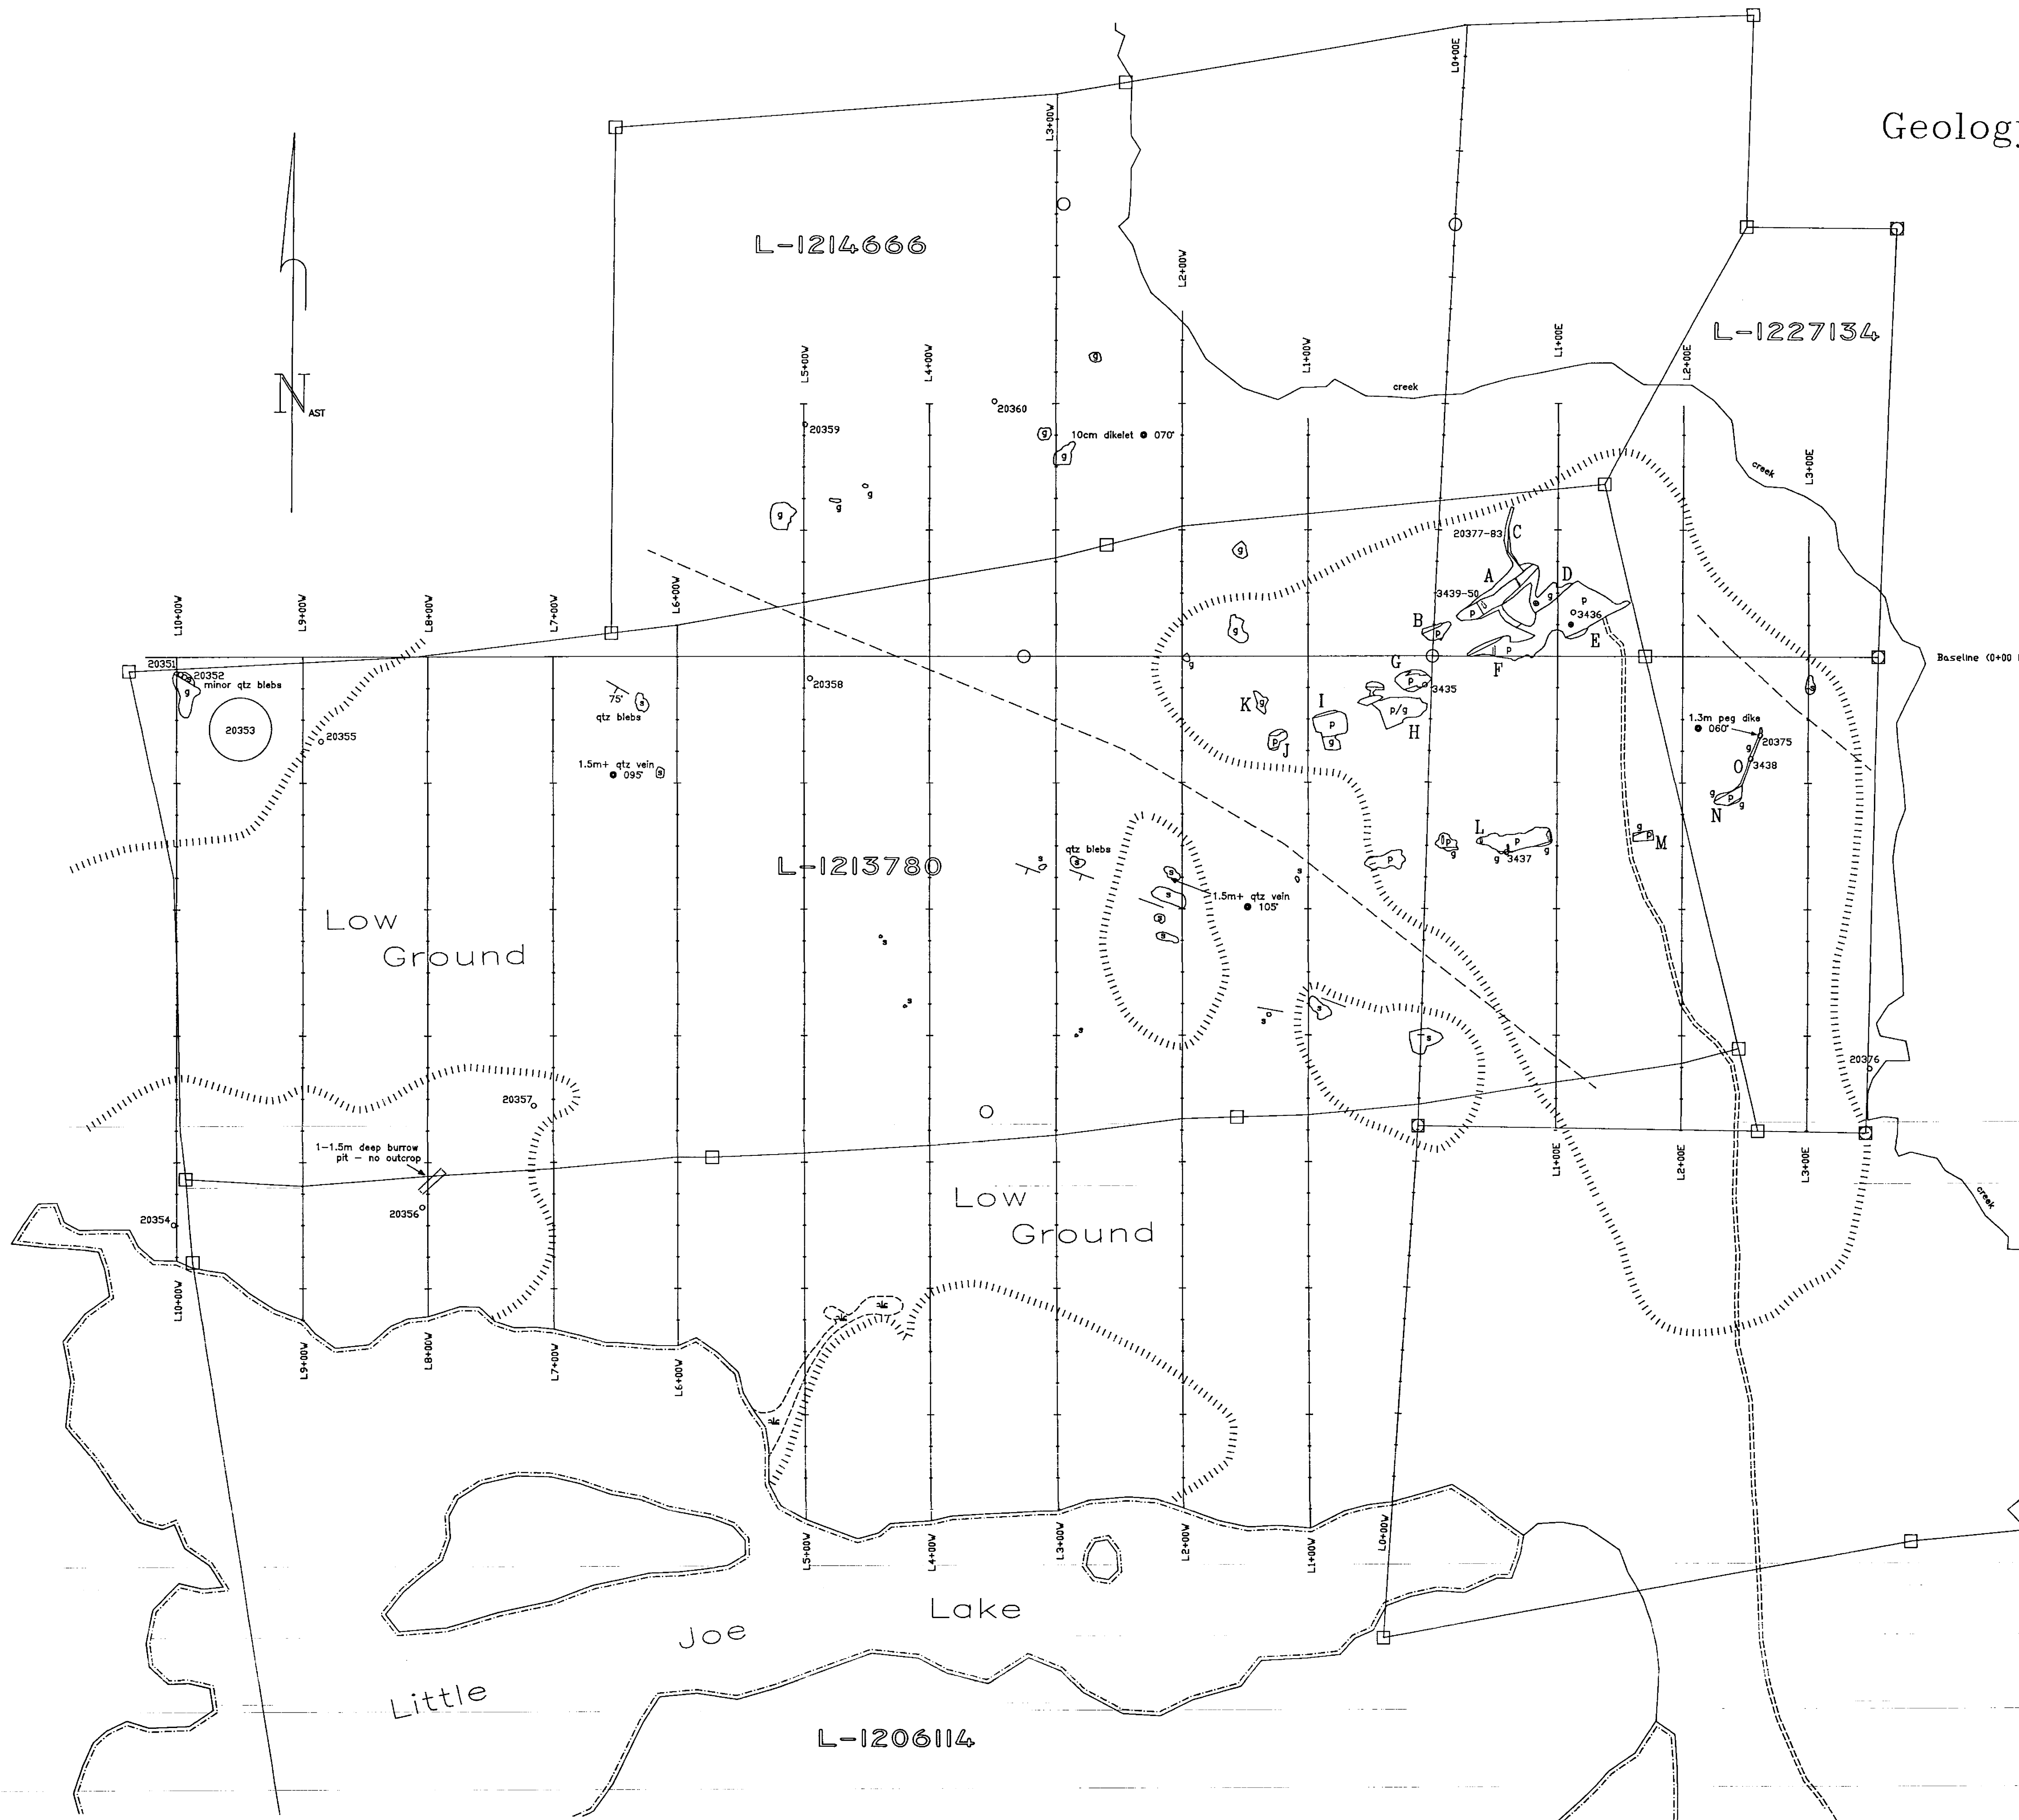 Geology
L0+00E
L3+00W
L-1214666
L2+00W
L-1227134
L5+00W
L4+00W
L1+00W
L1+00E
L2+00E
creek
N
AST
20360
20359
g
10cm dikelet @ 070°
g
g
g
g
g
creek
L3+00E
20377-83
C
g
L10+00W
L9+00W
L8+00W
L7+00W
L6+00W
A
D
3439-50
p
g
p
3436
g
B
p
E
F
p
Baseline (0+00
20351
20352
minor qtz blebs
g
20353
20355
75°
s
qtz blebs
1.5m+ qtz vein
@ 095°
s
20358
g
G
p
3435
K
g
I
p
g
p/g
H
J
p
s
1.3m peg dike
@ 060°
20375
g
O
3438
g
p
g
N
L-1213780
s
qtz blebs
s
s
1.5m+ qtz vein
@ 105°
s
s
s
s
p
p
g
L
g
p
g
g
3437
g
p
M
Low
Ground
s
s
s
s
s
s
20376
20357
1-1.5m deep burrow
pit – no outcrop
20354
20356
Low
Ground
L1+00E
L2+00E
L3+00E
creek
L10+00W
L9+00W
L8+00W
L7+00W
L6+00W
L5+00W
L4+00W
L3+00W
L2+00W
L1+00W
L0+00W
Little
Joe
Lake
L-1206114